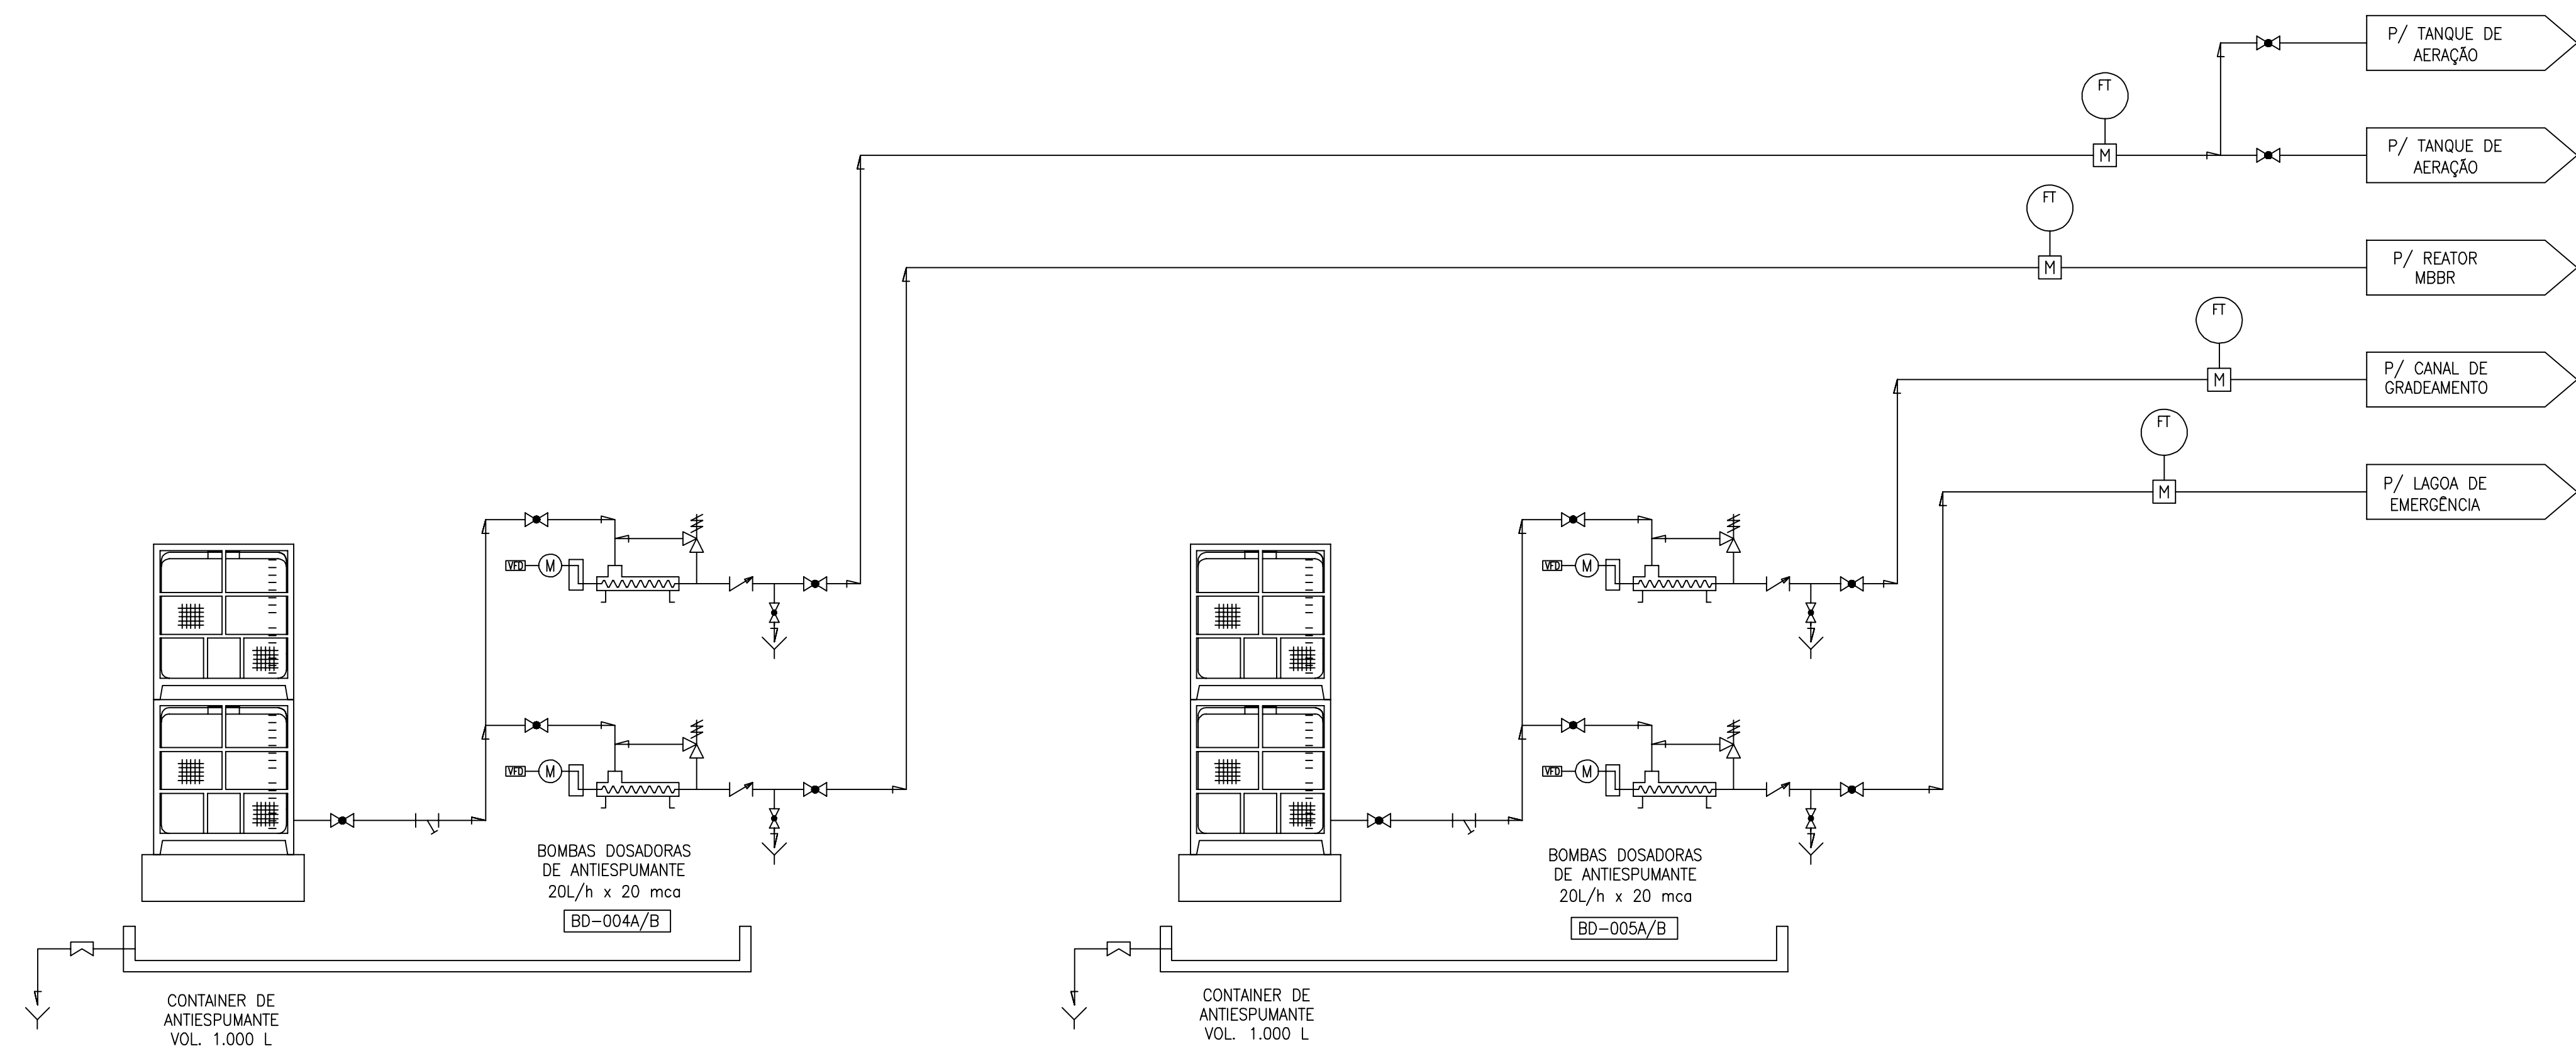 P/ TANQUE DE
AERAÇÃO
FT
M
P/ TANQUE DE
AERAÇÃO
FT
M
P/ REATOR
MBBR
FT
M
P/ CANAL DE
GRADEAMENTO
FT
M
P/ LAGOA DE
EMERGÊNCIA
VFD
M
VFD
M
VFD
M
VFD
M
BOMBAS DOSADORAS
DE ANTIESPUMANTE
20L/h x 20 mca
BD-004A/B
BOMBAS DOSADORAS
DE ANTIESPUMANTE
20L/h x 20 mca
BD-005A/B
CONTAINER DE
ANTIESPUMANTE
VOL. 1.000 L
CONTAINER DE
ANTIESPUMANTE
VOL. 1.000 L